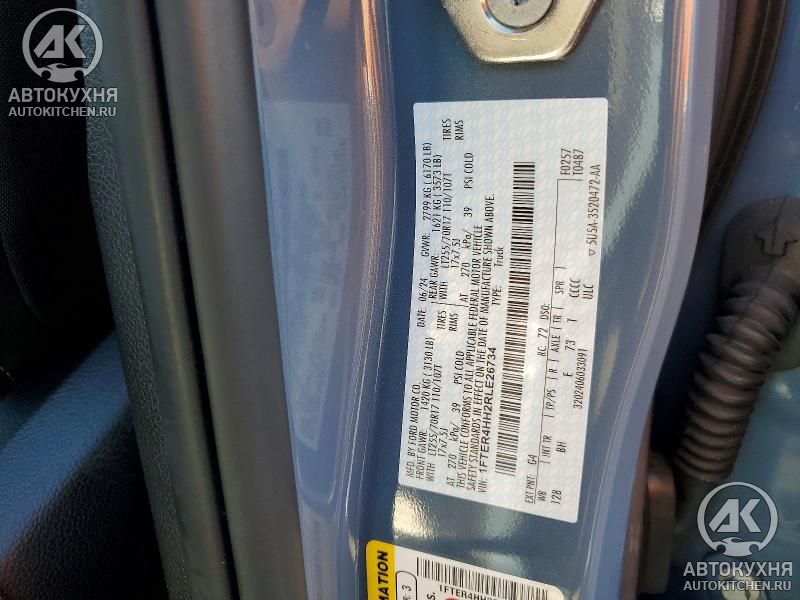 АВТОКУХНЯ
AUTOKITCHEN.RU
MFD. BY FORD MOTOR CO.
DATE: 06/24
GVWR: 2799 KG ( 6170 LB)
FRONT GAWR: 1420 KG ( 3130 LB)
REAR GAWR: 1621 KG ( 3573 LB)
WITH LT255/70R17 110/107T TIRES
WITH LT255/70R17 110/107T TIRES
17x7.5J RIMS
17x7.5J RIMS
AT 270 kPa/ 39 PSI COLD
AT 270 kPa/ 39 PSI COLD
THIS VEHICLE CONFORMS TO ALL APPLICABLE FEDERAL MOTOR VEHICLE
SAFETY STANDARDS IN EFFECT ON THE DATE OF MANUFACTURE SHOWN ABOVE.
VIN: 1FTER4HH2RLE26734
TYPE: Truck
F0257
T0487
3202406033091
EXT PNT: G4 RC: 72 DSO:
WB INT TR TP/PS R AXLE TR SPR
128 BH E 73 T CCCC
ULC
▽ 5U5A-3520472-AA
1FTER4HH
АВТОКУХНЯ
AUTOKITCHEN.RU